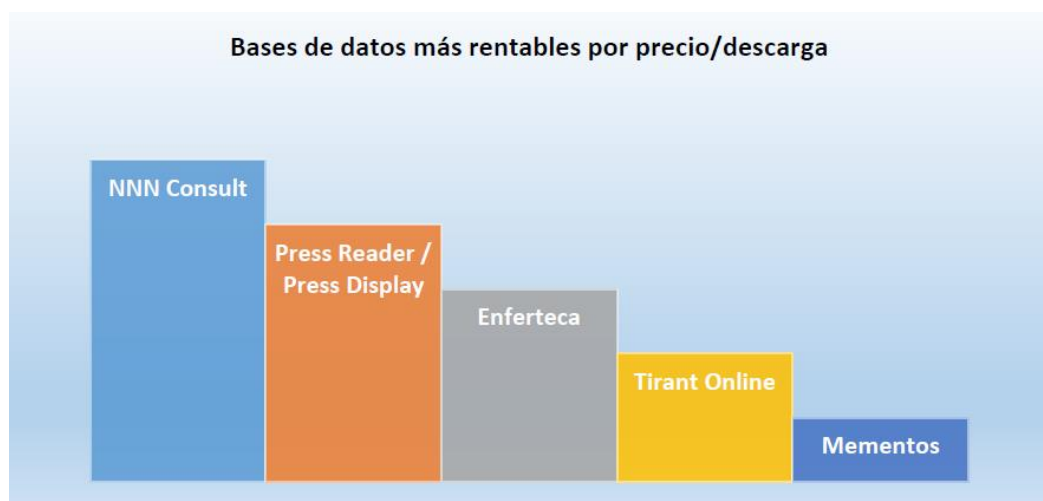 Bases de datos más rentables por precio/descarga
NNN Consult
Press Reader /
Press Display
Enferteca
Tirant Online
Mementos